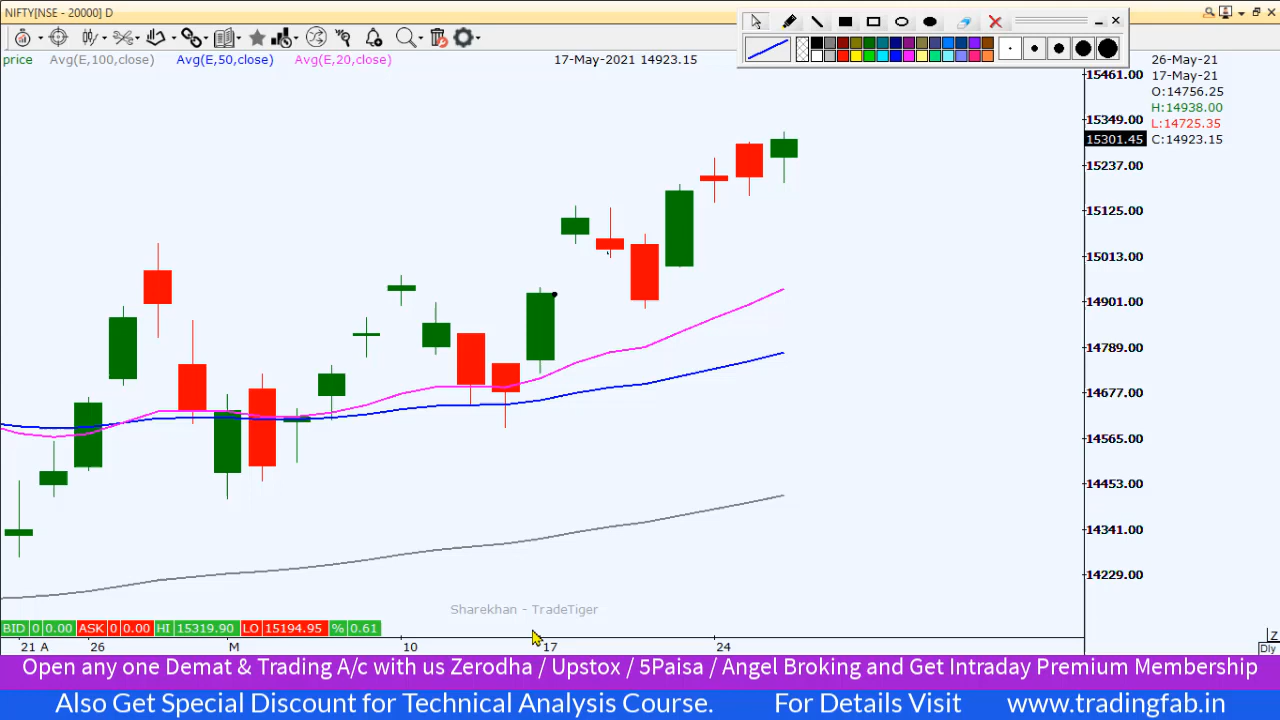 NIFTY[NSE - 20000] D
price Avg(E,100,close) Avg(E,50,close) Avg(E,20,close) 17-May-2021 14923.15
26-May-21
17-May-21
O:14756.25
H:14938.00
L:14725.35
C:14923.15
15461.00
15349.00
15301.45
15237.00
15125.00
15013.00
14901.00
14789.00
14677.00
14565.00
14453.00
14341.00
14229.00
Sharekhan - TradeTiger
BID 0 0.00 ASK 0 0.00 HI 15319.90 LO 15194.95 % 0.61
21 A 26 M 10 17 24
Z
Dly
Open any one Demat & Trading A/c with us Zerodha / Upstox / 5Paisa / Angel Broking and Get Intraday Premium Membership
Also Get Special Discount for Technical Analysis Course. For Details Visit www.tradingfab.in